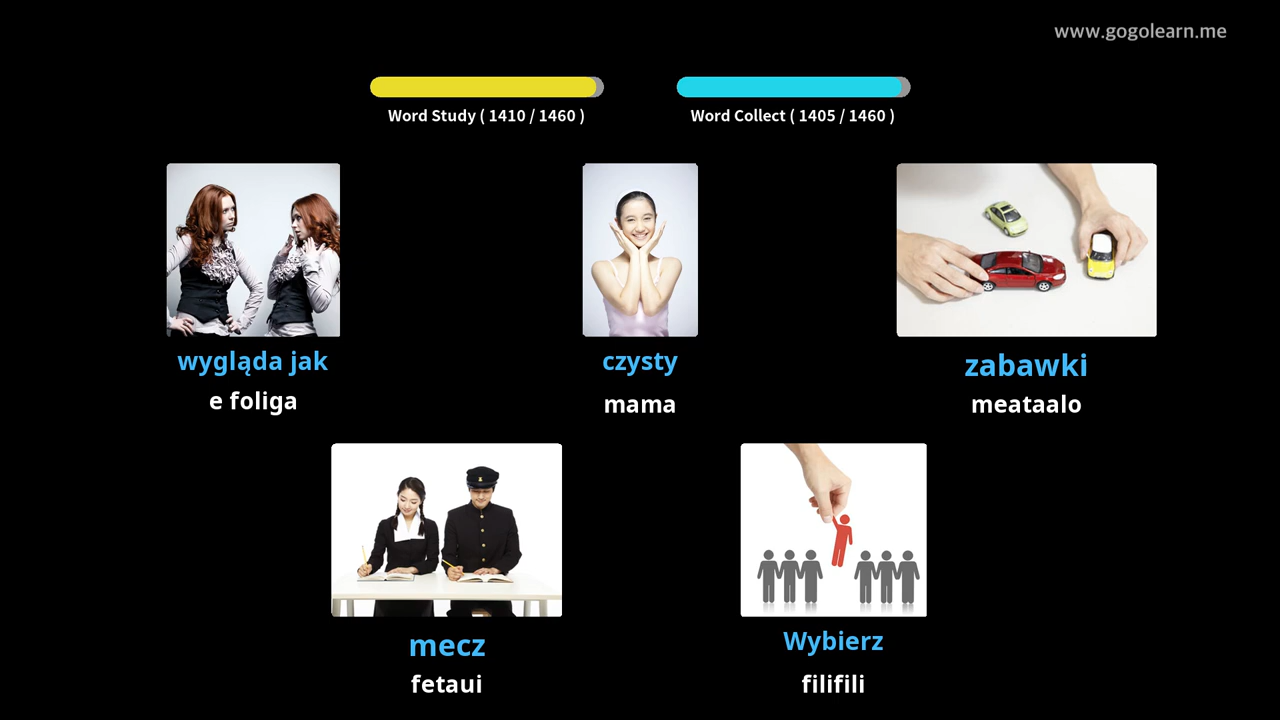 www.gogolearn.me
Word Study ( 1410 / 1460 )
Word Collect ( 1405 / 1460 )
wygląda jak
e foliga
czysty
mama
zabawki
meataalo
mecz
fetaui
Wybierz
filifili